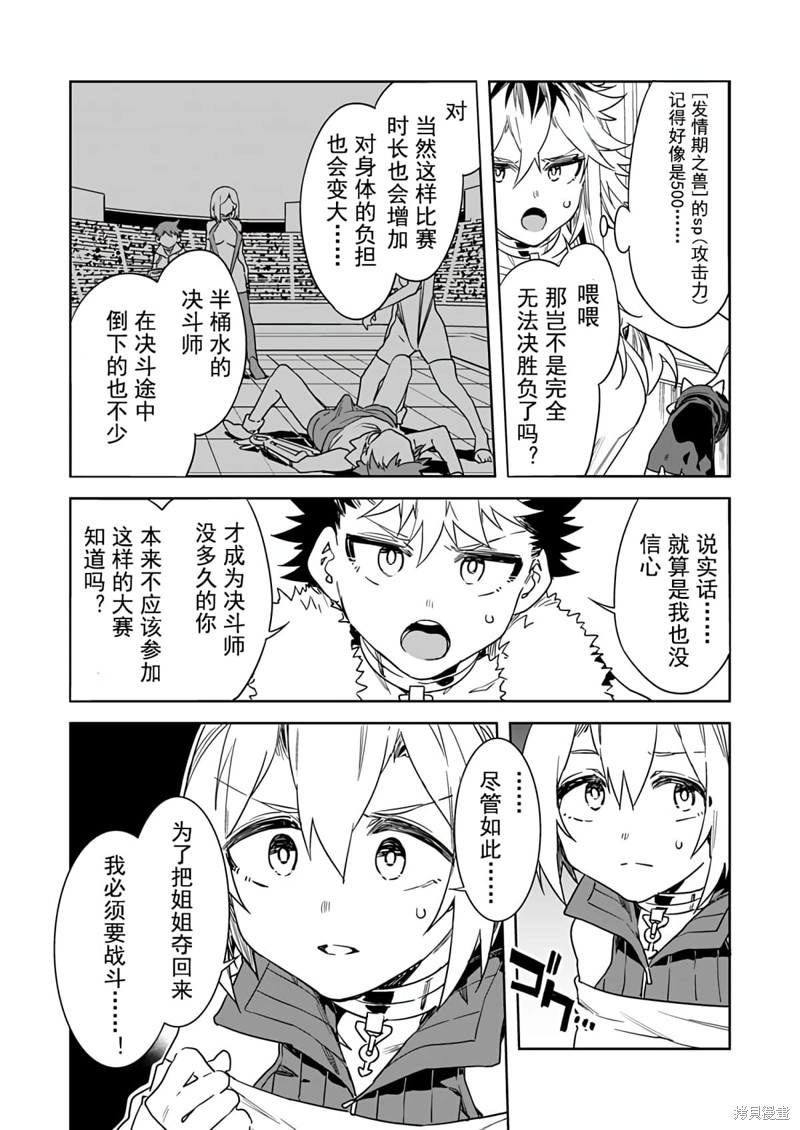 [发情期之兽]的sp(攻击力)
记得好像是500……
喂喂
那岂不是完全
无法决胜负了吗?
对
当然这样比赛
时长也会增加
对身体的负担
也会变大……
半桶水的
决斗师
在决斗途中
倒下的也不少
说实话……
就算是我也没
信心
才成为决斗师
没多久的你
本来不应该参加
这样的大赛
知道吗?
ゴク…
……
尽管如此……
为了把姐姐夺回来
我必须要战斗……!
拷贝漫画